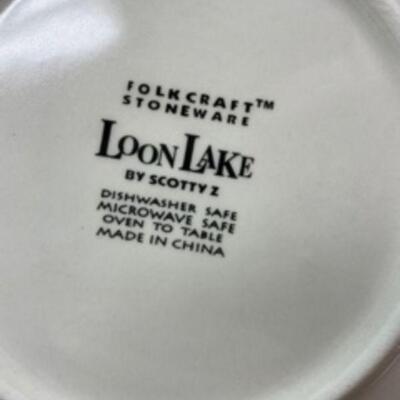 FOLKCRAFT™
STONEWARE
LOON LAKE
BY SCOTTY Z
DISHWASHER SAFE
MICROWAVE SAFE
OVEN TO TABLE
MADE IN CHINA